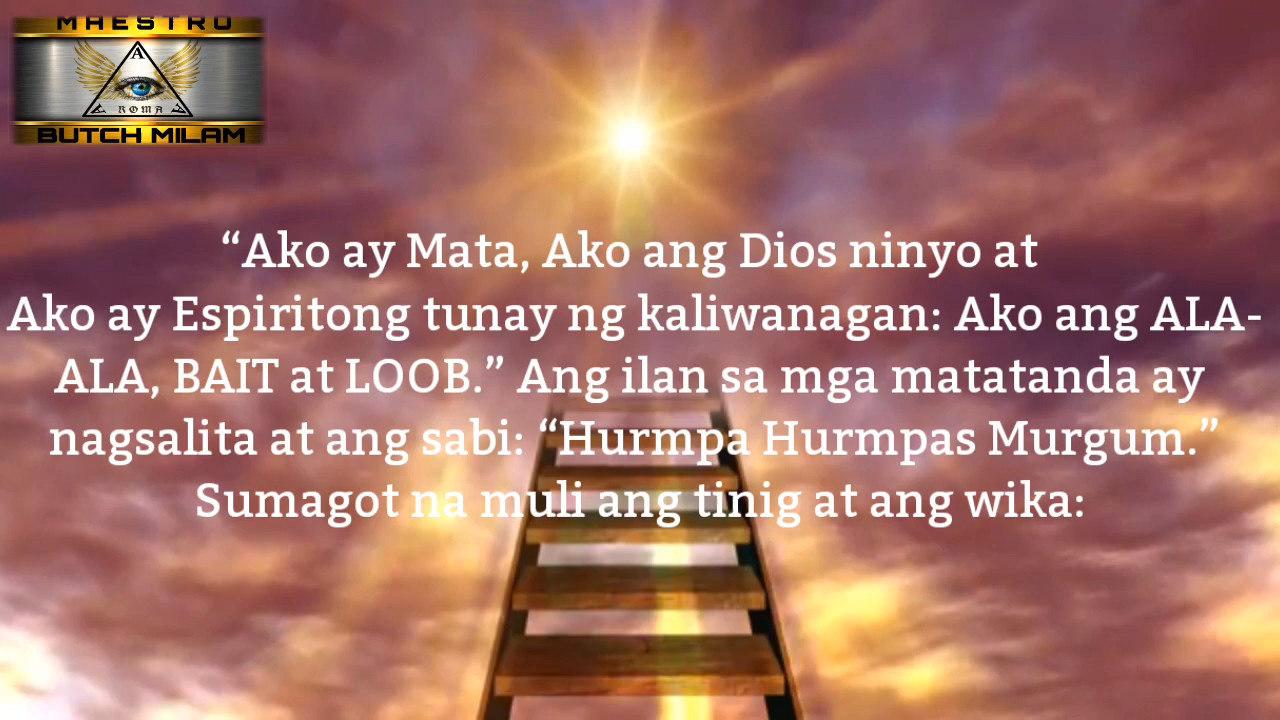 MAESTRO
A
ROMA
BUTCH MILAM
“Ako ay Mata, Ako ang Dios ninyo at
Ako ay Espiritong tunay ng kaliwanagan: Ako ang ALA-
ALA, BAIT at LOOB.” Ang ilan sa mga matatanda ay
nagsalita at ang sabi: “Hurmpa Hurmpas Murgum.”
Sumagot na muli ang tinig at ang wika: